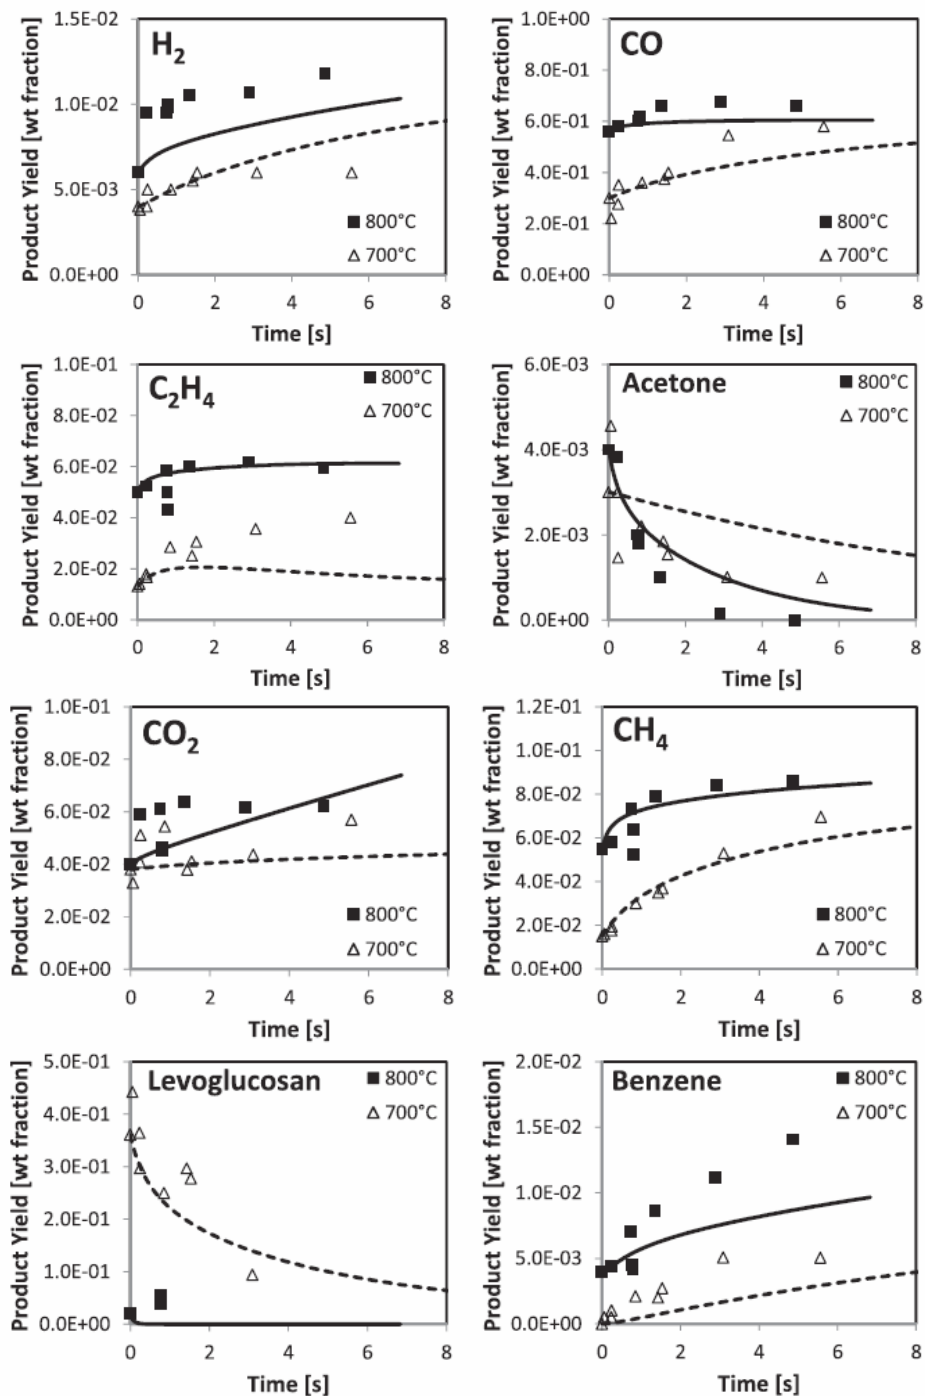 H2
Product Yield [wt fraction]
1.5E-02
1.0E-02
5.0E-03
0.0E+00
■ 800°C
△ 700°C
0 2 4 6 8
Time [s]
CO
Product Yield [wt fraction]
1.0E+00
8.0E-01
6.0E-01
4.0E-01
2.0E-01
0.0E+00
■ 800°C
△ 700°C
0 2 4 6 8
Time [s]
C2H4
Product Yield [wt fraction]
1.0E-01
8.0E-02
6.0E-02
4.0E-02
2.0E-02
0.0E+00
■ 800°C
△ 700°C
0 2 4 6 8
Time [s]
Acetone
Product Yield [wt fraction]
6.0E-03
4.0E-03
2.0E-03
0.0E+00
■ 800°C
△ 700°C
0 2 4 6 8
Time [s]
CO2
Product Yield [wt fraction]
1.0E-01
8.0E-02
6.0E-02
4.0E-02
2.0E-02
0.0E+00
■ 800°C
△ 700°C
0 2 4 6 8
Time [s]
CH4
Product Yield [wt fraction]
1.2E-01
1.0E-01
8.0E-02
6.0E-02
4.0E-02
2.0E-02
0.0E+00
■ 800°C
△ 700°C
0 2 4 6 8
Time [s]
Levoglucosan
Product Yield [wt fraction]
5.0E-01
4.0E-01
3.0E-01
2.0E-01
1.0E-01
0.0E+00
■ 800°C
△ 700°C
0 2 4 6 8
Time [s]
Benzene
Product Yield [wt fraction]
2.0E-02
1.5E-02
1.0E-02
5.0E-03
0.0E+00
■ 800°C
△ 700°C
0 2 4 6 8
Time [s]